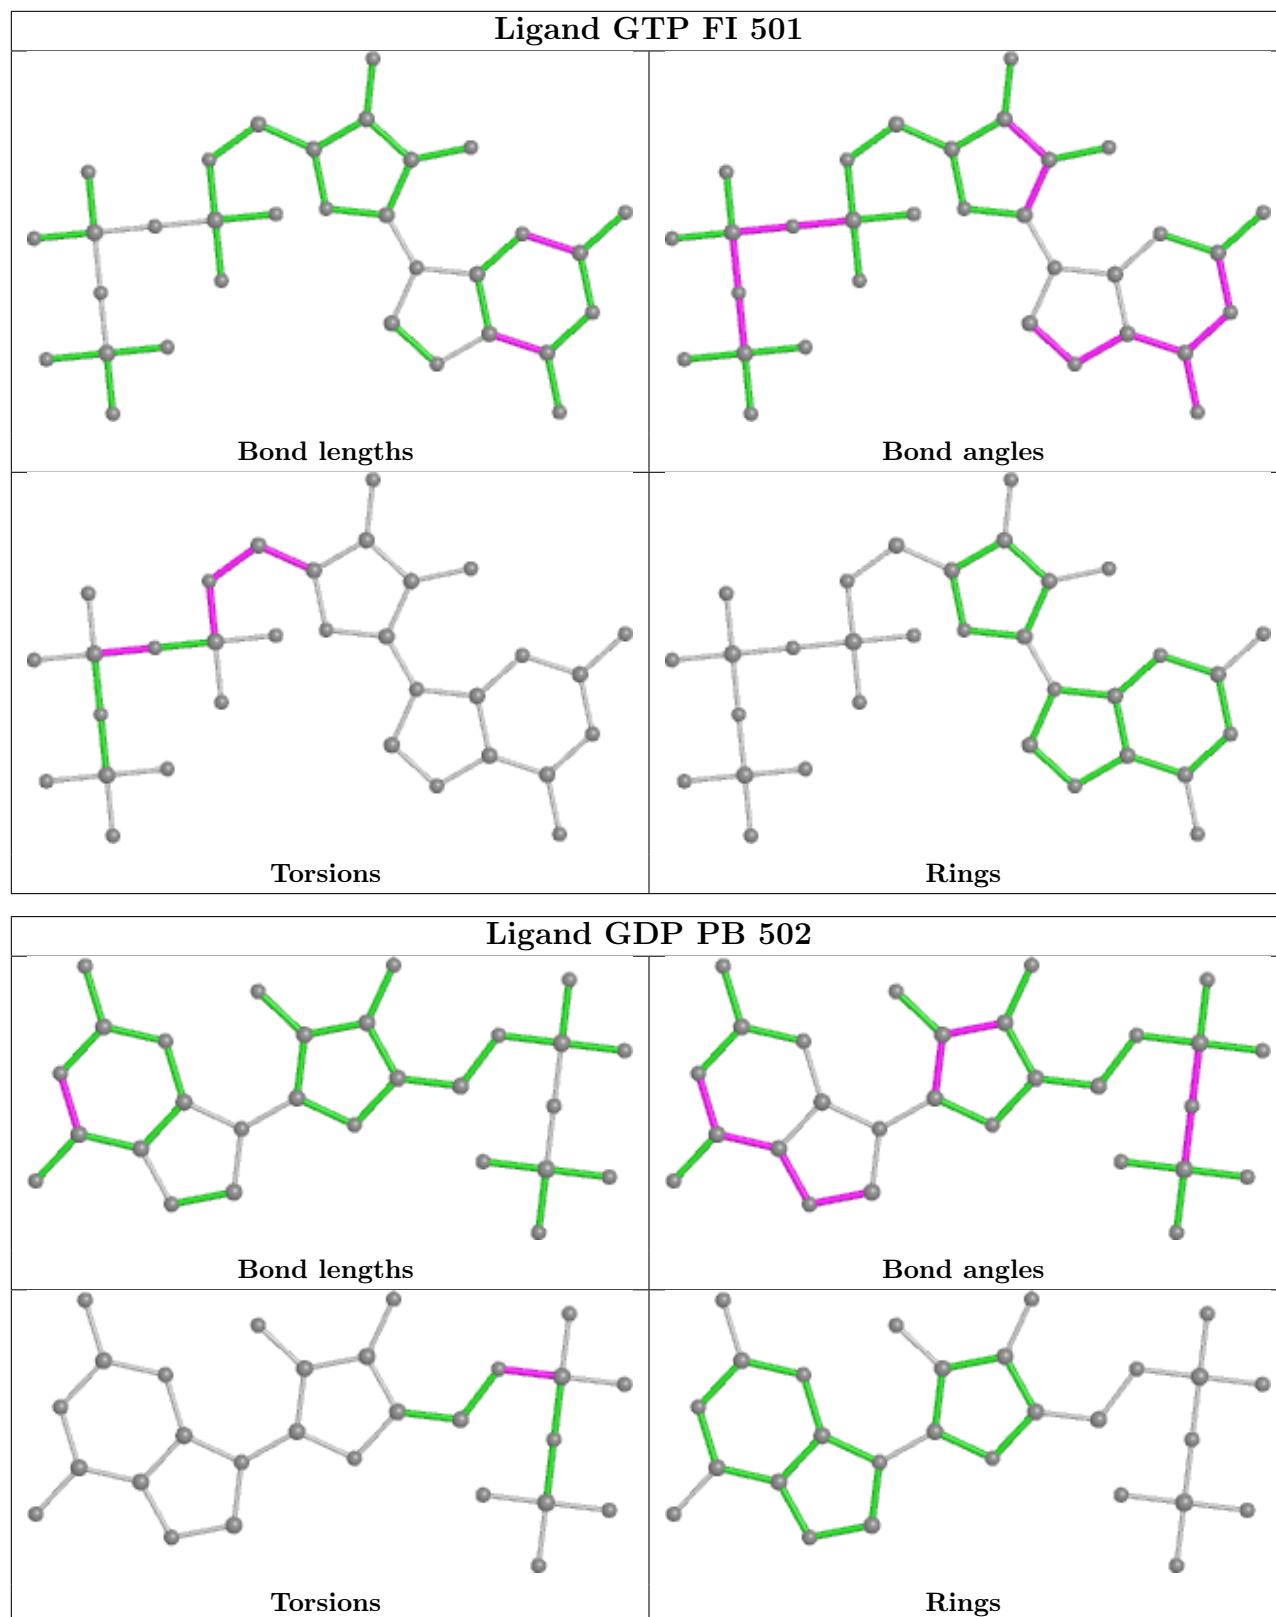 Ligand GTP FI 501
Bond lengths
Bond angles
Torsions
Rings
Ligand GDP PB 502
Bond lengths
Bond angles
Torsions
Rings